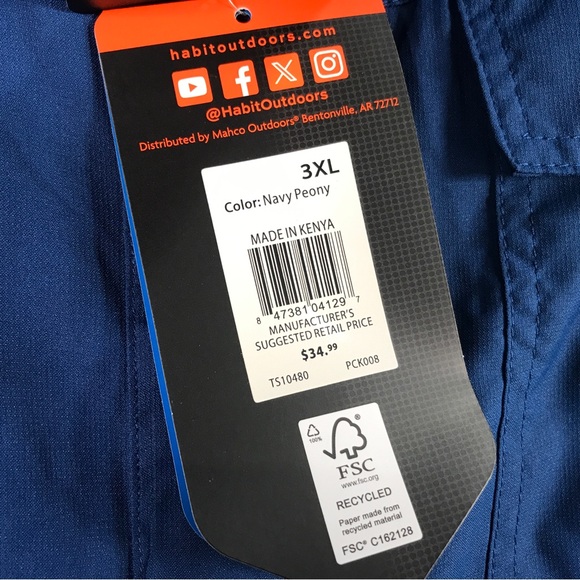 habitoutdoors.com
@HabitOutdoors
Distributed by Mahco Outdoors® Bentonville, AR 72712
3XL
Color: Navy Peony
MADE IN KENYA
8 47381 04129 7
MANUFACTURER'S
SUGGESTED RETAIL PRICE
$34.99
TS10480 PCK008
100%
FSC
www.fsc.org
RECYCLED
Paper made from
recycled material
FSC® C162128